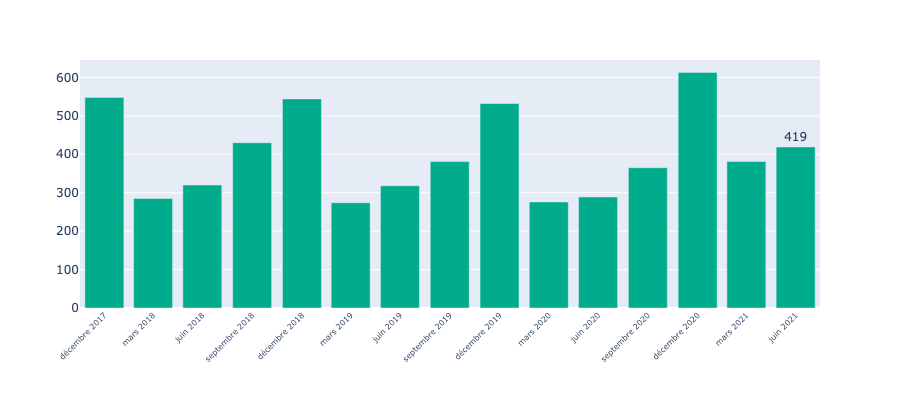 600
500
400
300
200
100
0
419
décembre 2017
mars 2018
juin 2018
septembre 2018
décembre 2018
mars 2019
juin 2019
septembre 2019
décembre 2019
mars 2020
juin 2020
septembre 2020
décembre 2020
mars 2021
juin 2021